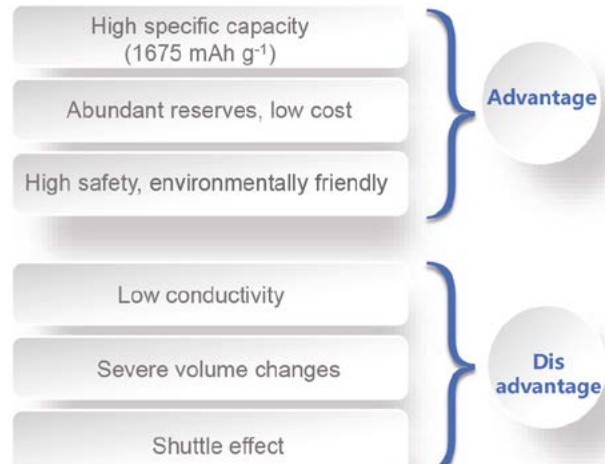 High specific capacity
(1675 mAh g⁻¹)
Abundant reserves, low cost
High safety, environmentally friendly
Advantage
Low conductivity
Severe volume changes
Shuttle effect
Dis
advantage